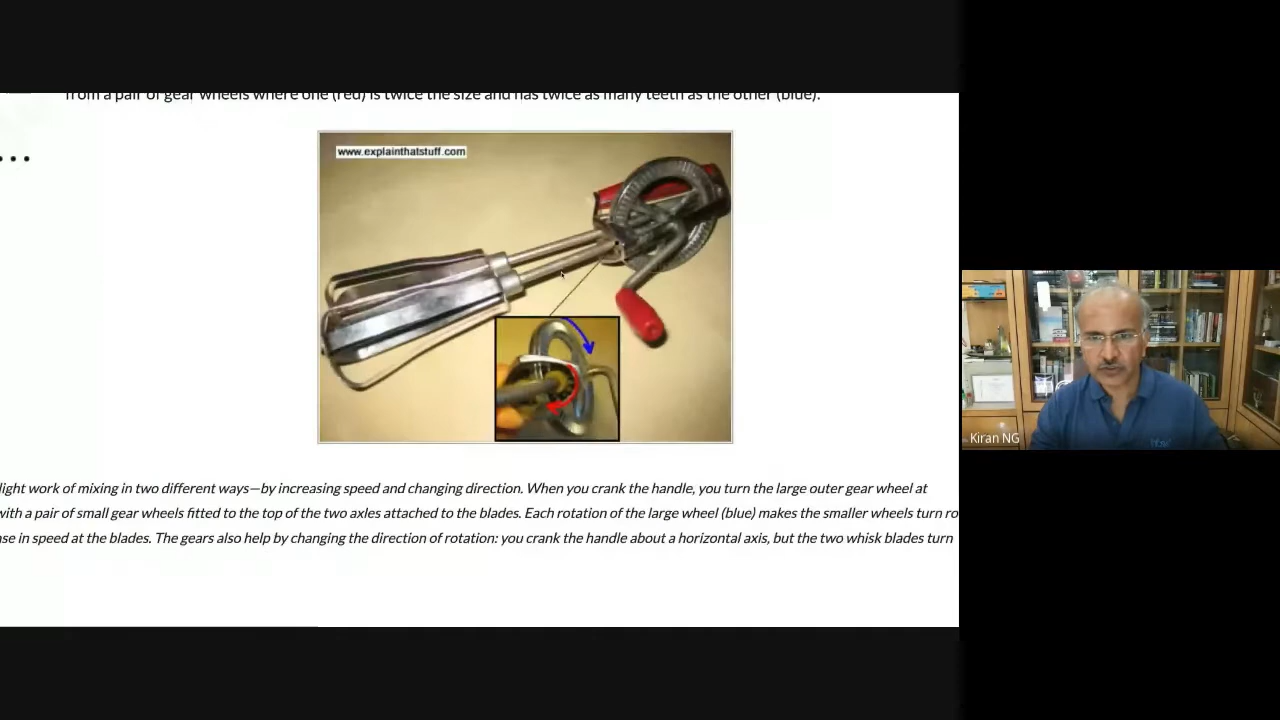 from a pair of gear wheels where one (red) is twice the size and has twice as many teeth as the other (blue).
www.explainthatstuff.com
light work of mixing in two different ways—by increasing speed and changing direction. When you crank the handle, you turn the large outer gear wheel at
with a pair of small gear wheels fitted to the top of the two axles attached to the blades. Each rotation of the large wheel (blue) makes the smaller wheels turn ro
se in speed at the blades. The gears also help by changing the direction of rotation: you crank the handle about a horizontal axis, but the two whisk blades turn
Kiran NG